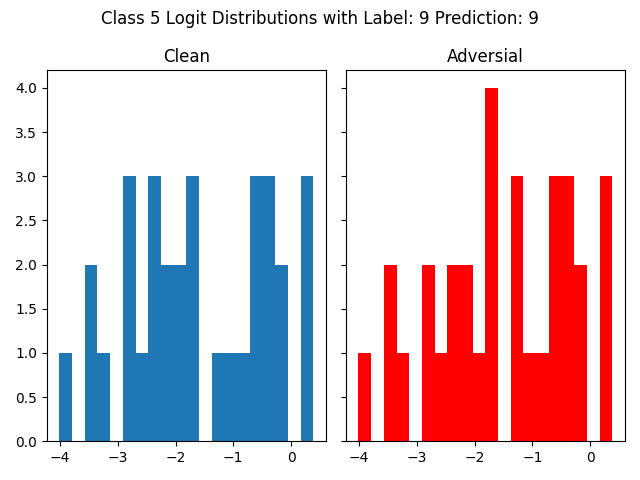 Class 5 Logit Distributions with Label: 9 Prediction: 9
Clean
Adversial
4.0
3.5
3.0
2.5
2.0
1.5
1.0
0.5
0.0
−4 −3 −2 −1 0
−4 −3 −2 −1 0